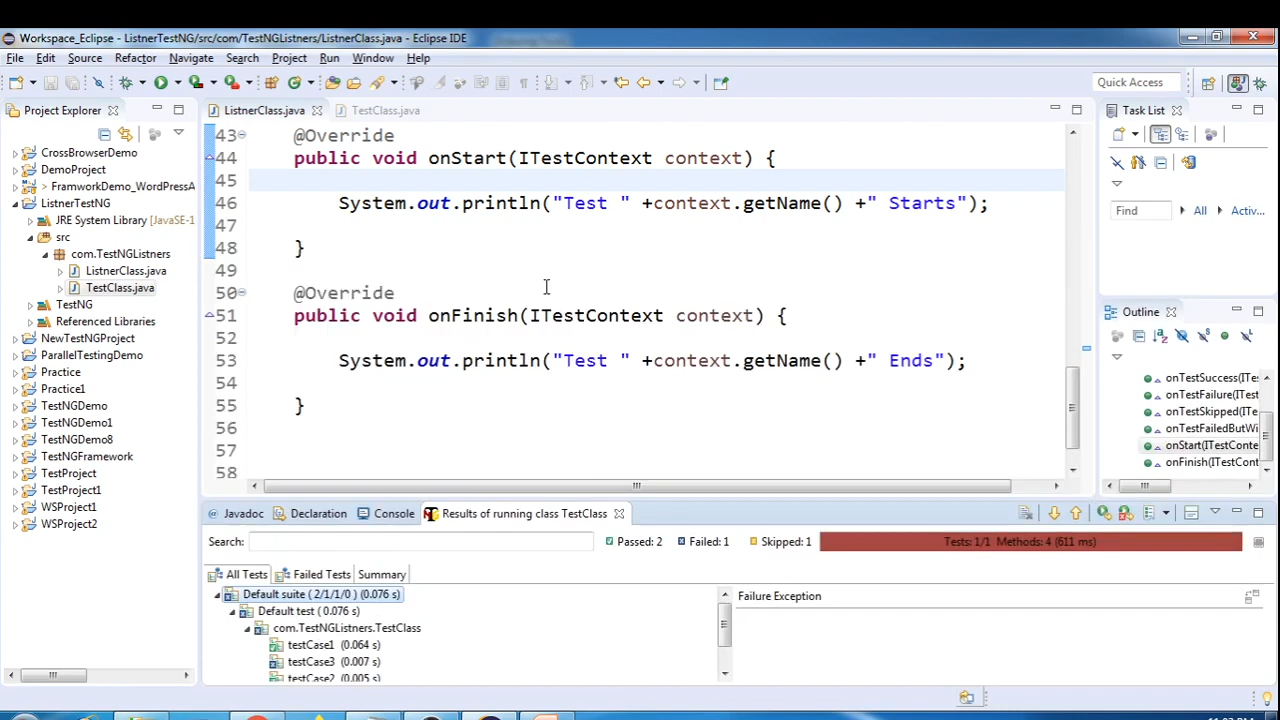 Workspace_Eclipse - ListnerTestNG/src/com/TestNGListners/ListnerClass.java - Eclipse IDE
File Edit Source Refactor Navigate Search Project Run Window Help
Quick Access
Project Explorer
CrossBrowserDemo
DemoProject
> FramworkDemo_WordPressA
ListnerTestNG
JRE System Library [JavaSE-1
src
com.TestNGListners
ListnerClass.java
TestClass.java
TestNG
Referenced Libraries
NewTestNGProject
ParallelTestingDemo
Practice
Practice1
TestNGDemo
TestNGDemo1
TestNGDemo8
TestNGFramework
TestProject
TestProject1
WSProject1
WSProject2
ListnerClass.java TestClass.java
43 @Override
44 public void onStart(ITestContext context) {
45
46 System.out.println("Test " +context.getName() +" Starts");
47
48 }
49
50 @Override
51 public void onFinish(ITestContext context) {
52
53 System.out.println("Test " +context.getName() +" Ends");
54
55 }
56
57
58
Task List
Find All Activ...
Outline
onTestSuccess(ITe
onTestFailure(ITest
onTestSkipped(ITe
onTestFailedButWi
onStart(ITestConte
onFinish(ITestCont
Javadoc Declaration Console Results of running class TestClass
Search: Passed: 2 Failed: 1 Skipped: 1 Tests: 1/1 Methods: 4 (611 ms)
All Tests Failed Tests Summary
Default suite ( 2/1/1/0 ) (0.076 s)
Default test ( 0.076 s)
com.TestNGListners.TestClass
testCase1 (0.064 s)
testCase3 (0.007 s)
testCase2 (0.005 s)
Failure Exception